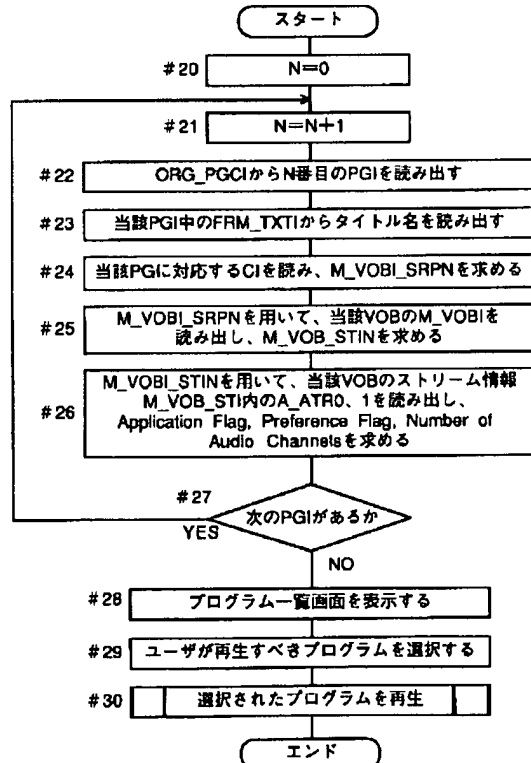 スタート
#20
N=0
#21
N=N+1
#22
ORG_PGCIからN番目のPGIを読み出す
#23
当該PGI中のFRM_TXTIからタイトル名を読み出す
#24
当該PGに対応するCIを読み、M_VOBI_SRPNを求める
#25
M_VOBI_SRPNを用いて、当該VOBのM_VOBIを
読み出し、M_VOB_STINを求める
#26
M_VOBI_STINを用いて、当該VOBのストリーム情報
M_VOB_STI内のA_ATR0、1を読み出し、
Application Flag, Preference Flag, Number of
Audio Channelsを求める
#27
次のPGIがあるか
YES
NO
#28
プログラム一覧画面を表示する
#29
ユーザが再生すべきプログラムを選択する
#30
選択されたプログラムを再生
エンド